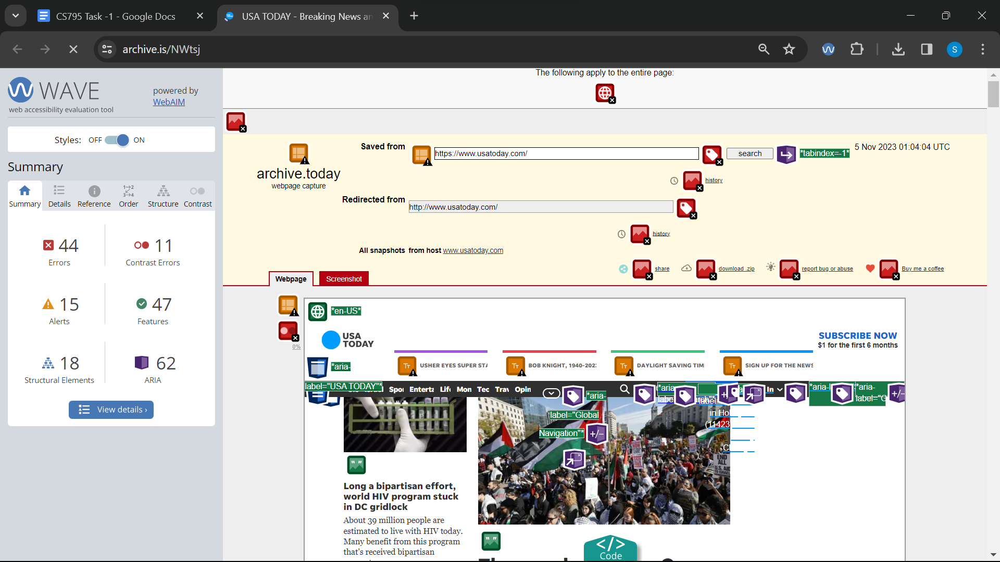 CS795 Task -1 - Google Docs
USA TODAY - Breaking News an
archive.is/NWtsj
S
WAVE
web accessibility evaluation tool
powered by
WebAIM
Styles: OFF ON
Summary
Summary
Details
Reference
Order
Structure
Contrast
44
Errors
11
Contrast Errors
15
Alerts
47
Features
18
Structural Elements
62
ARIA
View details ›
The following apply to the entire page:
archive.today
webpage capture
Saved from
https://www.usatoday.com/
search
*tabindex=-1*
5 Nov 2023 01:04:04 UTC
history
Redirected from
http://www.usatoday.com/
history
All snapshots from host www.usatoday.com
share
download .zip
report bug or abuse
Buy me a coffee
Webpage
Screenshot
0%
*en-US*
USA
TODAY
SUBSCRIBE NOW
$1 for the first 6 months
*aria-
label="USA TODAY"*
USHER EYES SUPER STA
BOB KNIGHT, 1940-202
DAYLIGHT SAVING TIM
SIGN UP FOR THE NEWS
Spo
Enterta
Life
Mon
Tec
Trav
Opin
*aria-
label="Global
Navigation"*
*aria-
In
*aria-
*aria-
label="G
in Hol
(11423
END
ALL
U.S. AID
Long a bipartisan effort,
world HIV program stuck
in DC gridlock
About 39 million people are
estimated to live with HIV today.
Many benefit from this program
that's received bipartisan
</>
Code